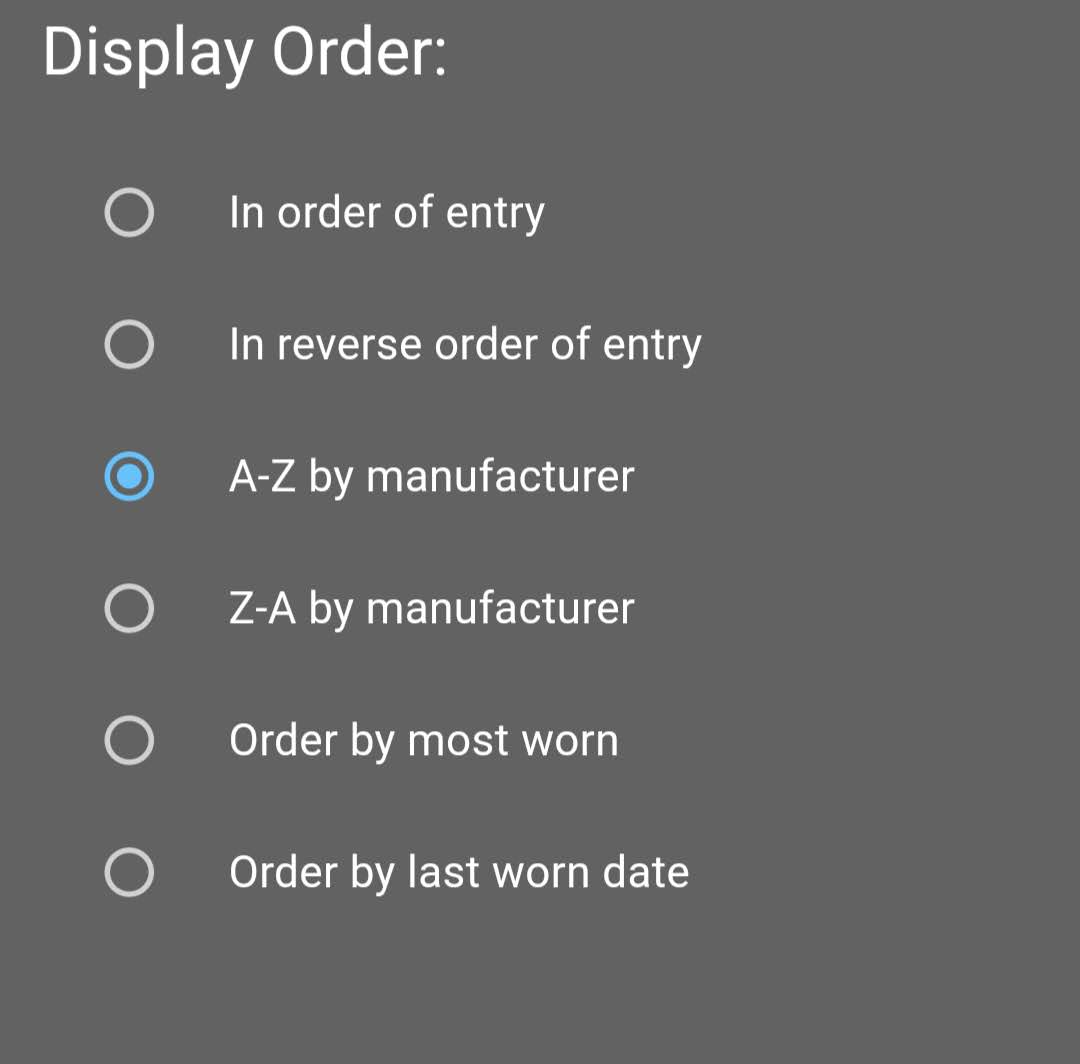 Display Order:
In order of entry
In reverse order of entry
A-Z by manufacturer
Z-A by manufacturer
Order by most worn
Order by last worn date